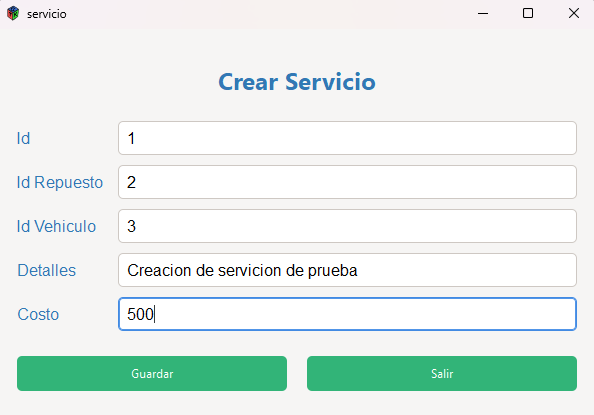 servicio
Crear Servicio
Id 1
Id Repuesto 2
Id Vehiculo 3
Detalles Creacion de servicion de prueba
Costo 500
Guardar Salir